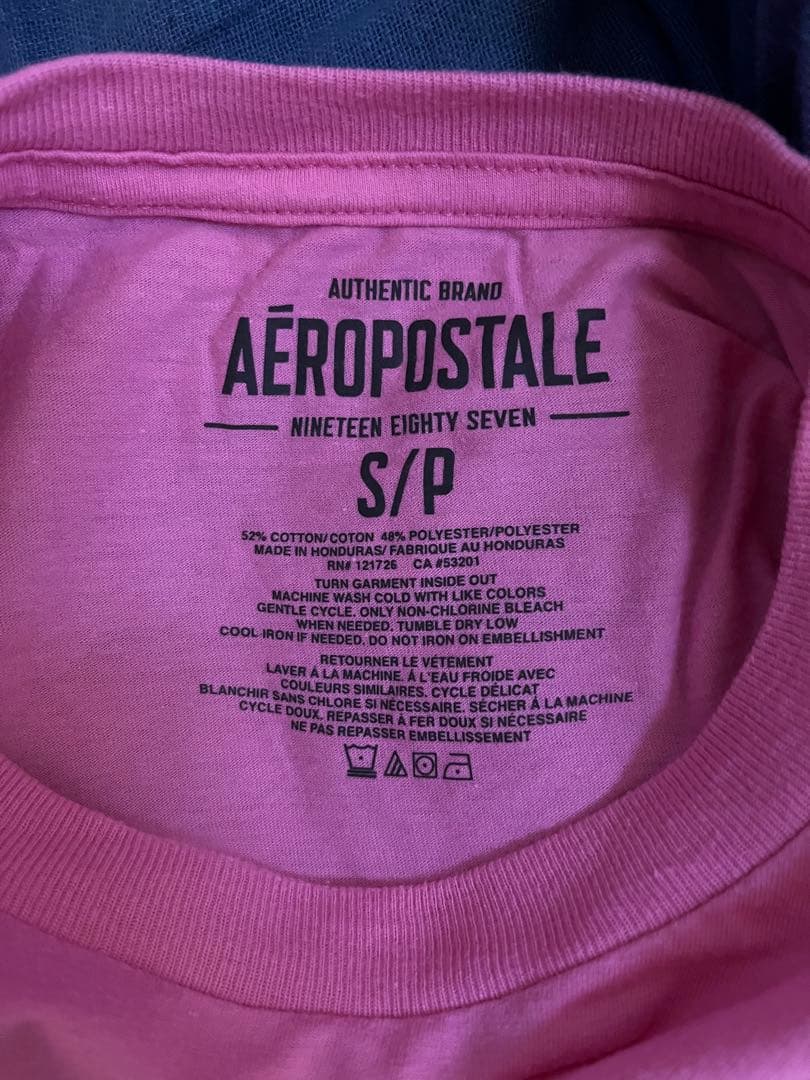 AUTHENTIC BRAND
AÉROPOSTALE
NINETEEN EIGHTY SEVEN
S/P
52% COTTON/COTON 48% POLYESTER/POLYESTER
MADE IN HONDURAS/ FABRIQUE AU HONDURAS
RN# 121726 CA #53201
TURN GARMENT INSIDE OUT
MACHINE WASH COLD WITH LIKE COLORS
GENTLE CYCLE. ONLY NON-CHLORINE BLEACH
WHEN NEEDED. TUMBLE DRY LOW
COOL IRON IF NEEDED. DO NOT IRON ON EMBELLISHMENT
RETOURNER LE VÉTEMENT
LAVER Á LA MACHINE. Á L'EAU FROIDE AVEC
COULEURS SIMILAIRES. CYCLE DÉLICAT
BLANCHIR SANS CHLORE SI NÉCESSAIRE. SÉCHER Á LA MACHINE
CYCLE DOUX. REPASSER Á FER DOUX SI NÉCESSAIRE
NE PAS REPASSER EMBELLISSEMENT